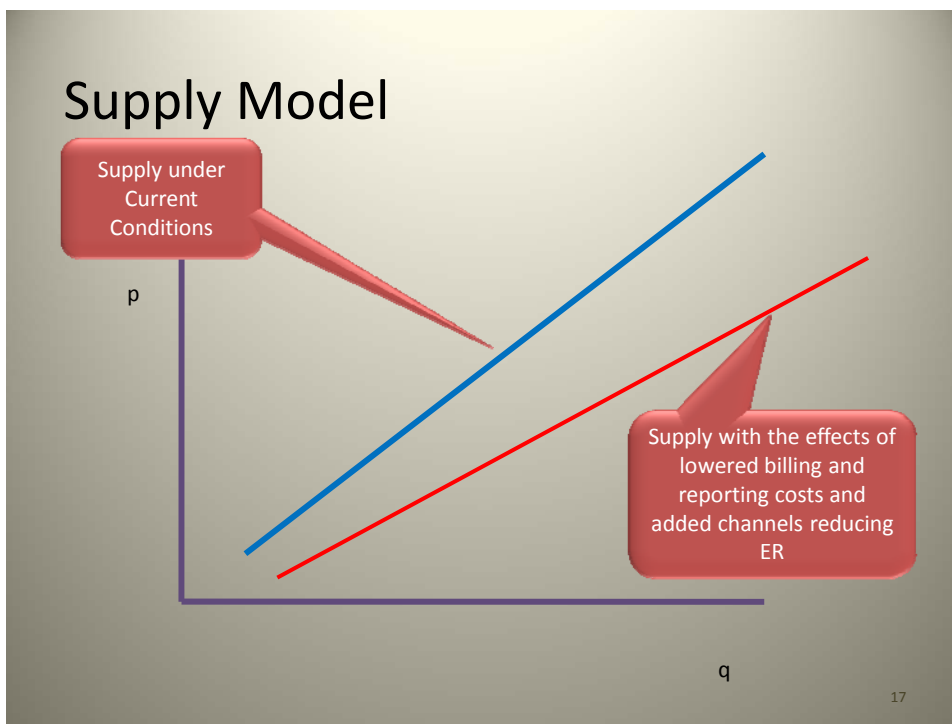 Supply Model
Supply under
Current
Conditions
p
Supply with the effects of
lowered billing and
reporting costs and
added channels reducing
ER
q
17